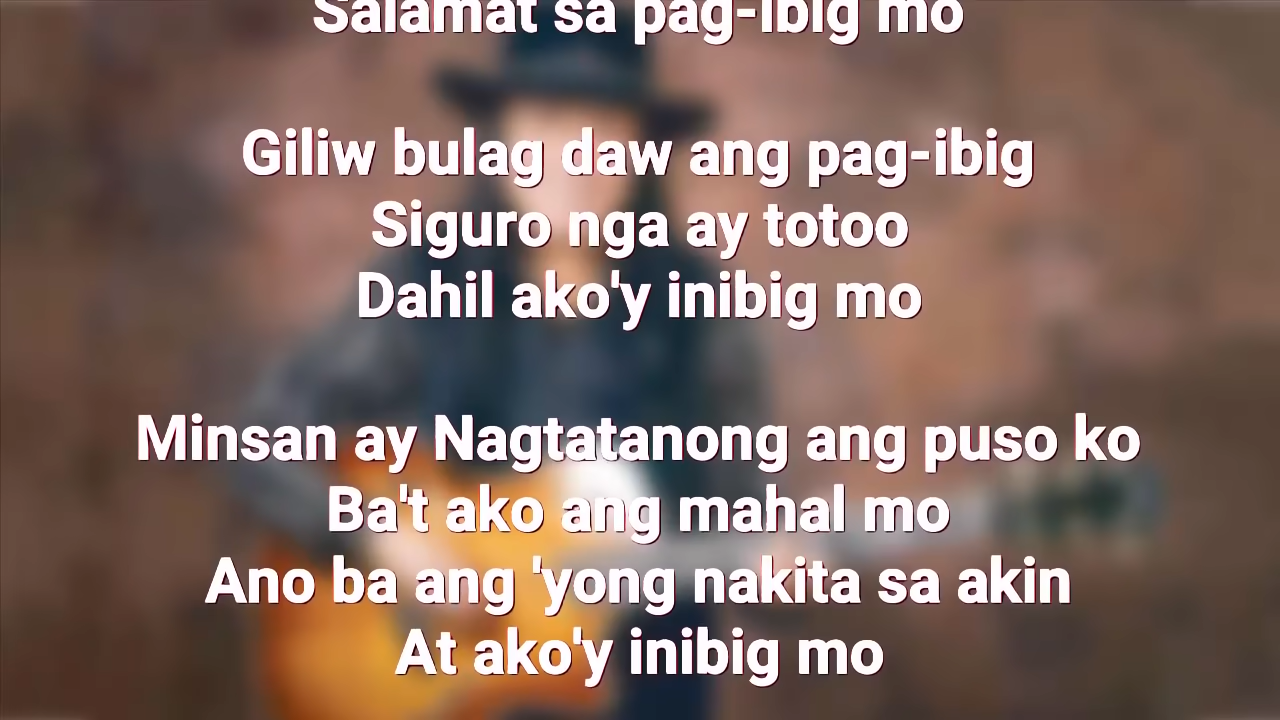 Salamat sa pag-ibig mo
Giliw bulag daw ang pag-ibig
Siguro nga ay totoo
Dahil ako'y inibig mo
Minsan ay Nagtatanong ang puso ko
Ba't ako ang mahal mo
Ano ba ang 'yong nakita sa akin
At ako'y inibig mo